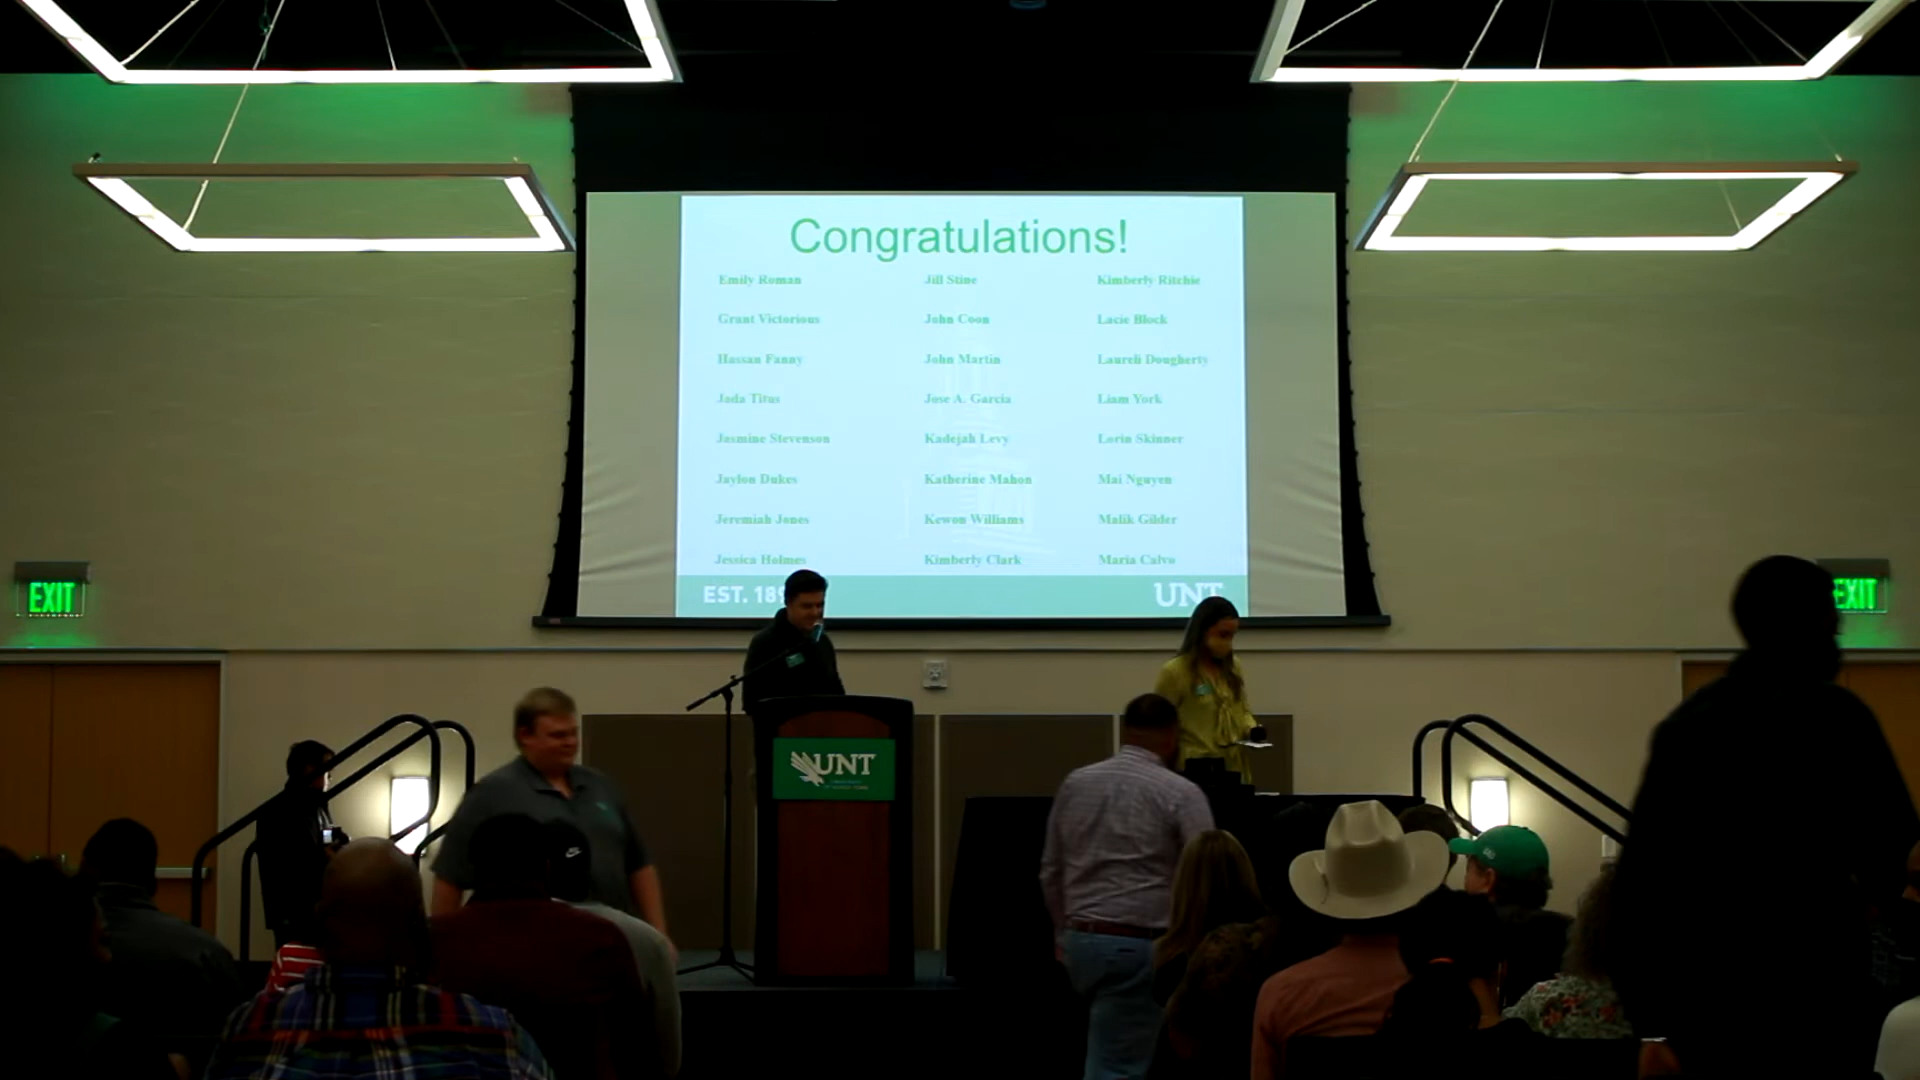 Congratulations!
Emily Roman Jill Stine Kimberly Ritchie
Grant Victorious John Coon Lacie Block
Hassan Fanny John Martin Laureli Dougherty
Jada Titus Jose A. Garcia Liam York
Jasmine Stevenson Kadejah Levy Lorin Skinner
Jaylon Dukes Katherine Mahon Mai Nguyen
Jeremiah Jones Kewon Williams Malik Gilder
Jessica Holmes Kimberly Clark Maria Calvo
EST. 189 UNT
EXIT
EXIT
UNT